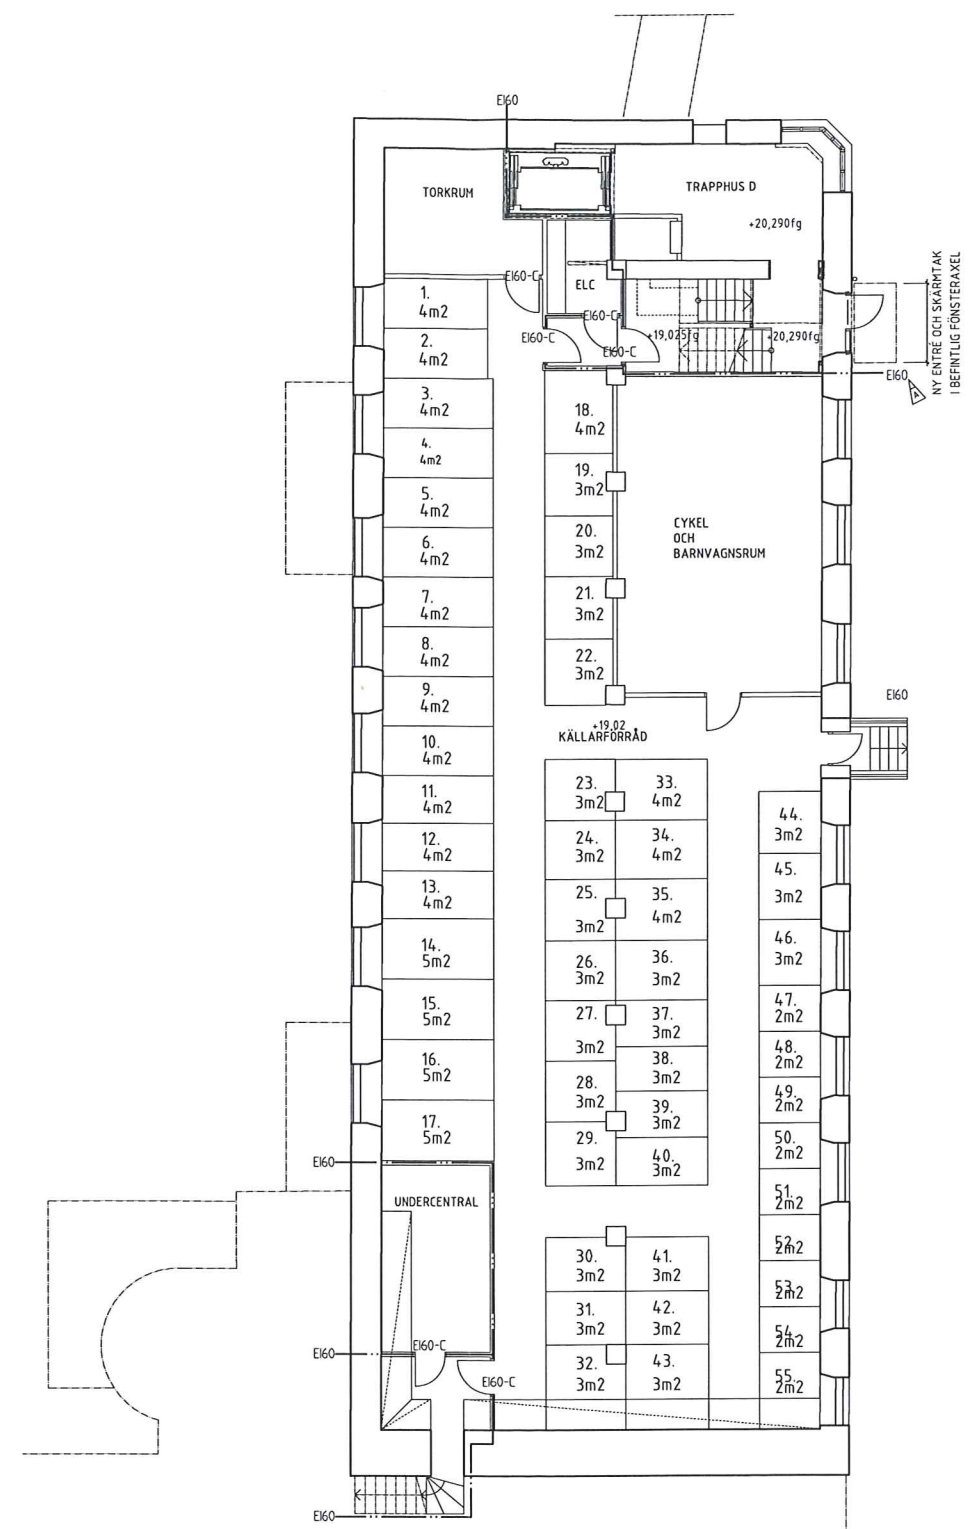 EI60
TORKRUM
TRAPPHUS D
+20,290fg
EI60-C
ELC
EI60-C
EI60-C
EI60-C
+19,025fg
+20,290fg
EI60
A
NY ENTRÉ OCH SKÄRMTAK
I BEFINTLIG FÖNSTERAXEL
1.
4m2
2.
4m2
3.
4m2
4.
4m2
5.
4m2
6.
4m2
7.
4m2
8.
4m2
9.
4m2
10.
4m2
11.
4m2
12.
4m2
13.
4m2
14.
5m2
15.
5m2
16.
5m2
17.
5m2
18.
4m2
19.
3m2
20.
3m2
21.
3m2
22.
3m2
CYKEL
OCH
BARNVAGNSRUM
EI60
+19,02
KÄLLARFÖRRÅD
23.
3m2
24.
3m2
25.
3m2
26.
3m2
27.
3m2
28.
3m2
29.
3m2
30.
3m2
31.
3m2
32.
3m2
33.
4m2
34.
4m2
35.
4m2
36.
3m2
37.
3m2
38.
3m2
39.
3m2
40.
3m2
41.
3m2
42.
3m2
43.
3m2
44.
3m2
45.
3m2
46.
3m2
47.
2m2
48.
2m2
49.
2m2
50.
2m2
51.
2m2
52.
2m2
53.
2m2
54.
2m2
55.
2m2
EI60
UNDERCENTRAL
EI60-C
EI60
EI60-C
EI60